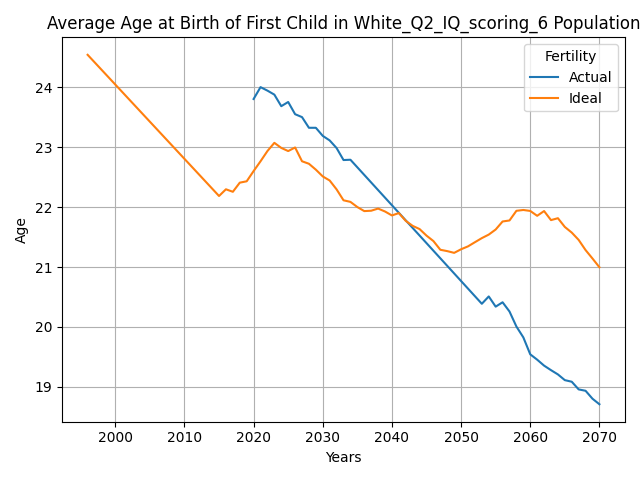 Average Age at Birth of First Child in White_Q2_IQ_scoring_6 Population
Fertility
Actual
Ideal
Age
24
23
22
21
20
19
2000 2010 2020 2030 2040 2050 2060 2070
Years